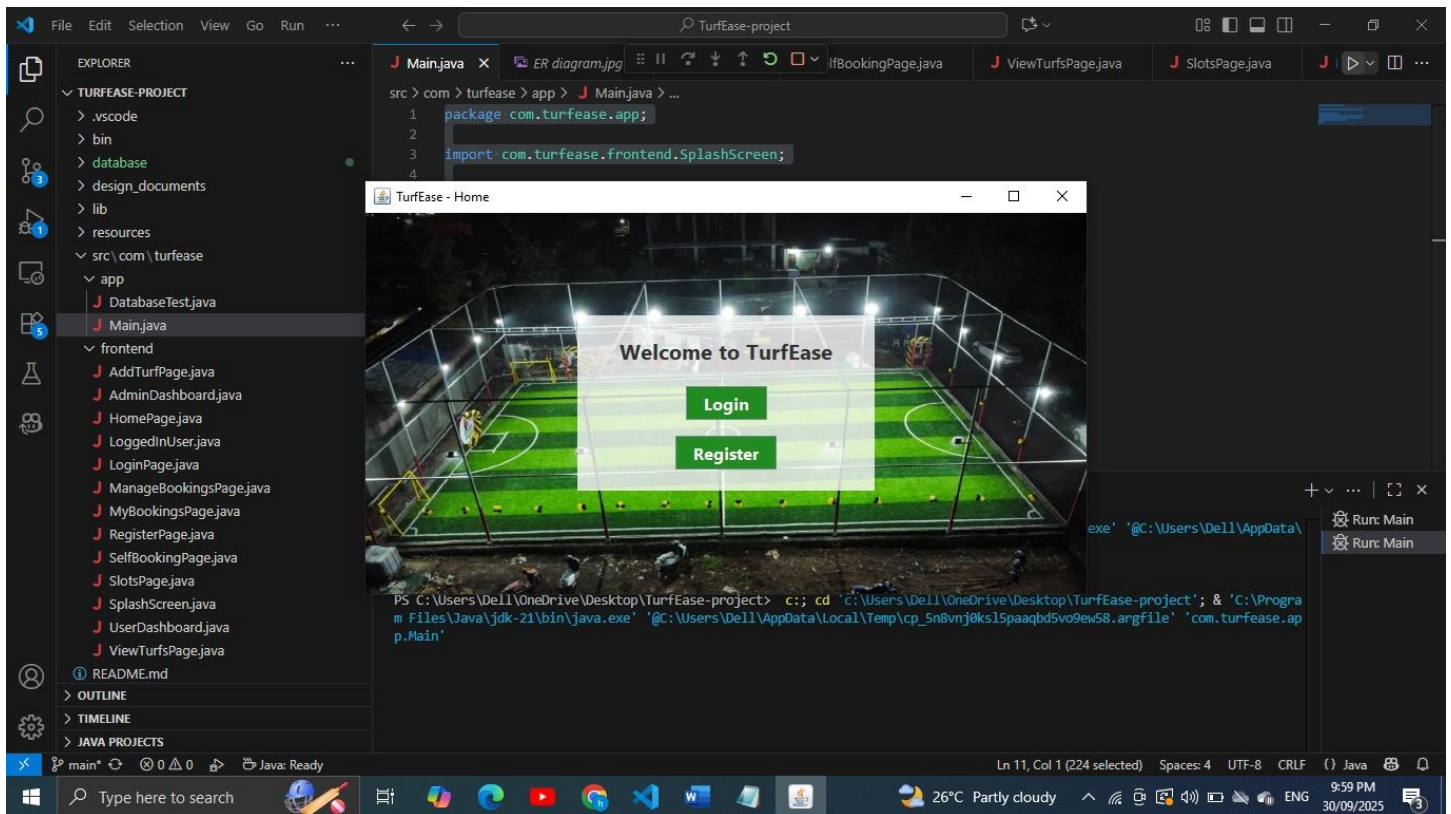 File Edit Selection View Go Run ···
TurfEase-project
EXPLORER
···
TURFEASE-PROJECT
.vscode
bin
database
design_documents
lib
resources
src\com\turfease
app
J DatabaseTest.java
J Main.java
frontend
J AddTurfPage.java
J AdminDashboard.java
J HomePage.java
J LoggedInUser.java
J LoginPage.java
J ManageBookingsPage.java
J MyBookingsPage.java
J RegisterPage.java
J SelfBookingPage.java
J SlotsPage.java
J SplashScreen.java
J UserDashboard.java
J ViewTurfsPage.java
README.md
OUTLINE
TIMELINE
JAVA PROJECTS
3
1
5
J Main.java
ER diagram.jpg
lfBookingPage.java
J ViewTurfsPage.java
J SlotsPage.java
J
···
src > com > turfease > app > J Main.java > ...
1 package com.turfease.app;
2
3 import com.turfease.frontend.SplashScreen;
4
TurfEase - Home
Welcome to TurfEase
Login
Register
···
Run: Main
Run: Main
exe' '@C:\Users\Dell\AppData\
PS C:\Users\Dell\OneDrive\Desktop\TurfEase-project> c:; cd 'c:\Users\Dell\OneDrive\Desktop\TurfEase-project'; & 'C:\Progra
m Files\Java\jdk-21\bin\java.exe' '@C:\Users\Dell\AppData\Local\Temp\cp_5n8vnj0ksl5paaqbd5vo9ew58.argfile' 'com.turfease.ap
p.Main'
main* 0 0 Java: Ready
Ln 11, Col 1 (224 selected) Spaces: 4 UTF-8 CRLF {} Java
Type here to search
26°C Partly cloudy
ENG
9:59 PM
30/09/2025
3